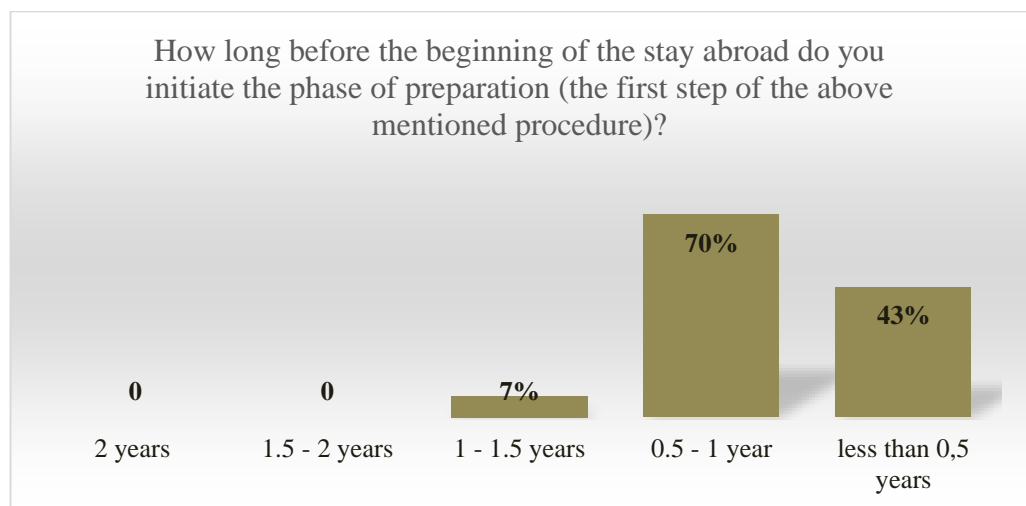 How long before the beginning of the stay abroad do you
initiate the phase of preparation (the first step of the above
mentioned procedure)?
70%
43%
0
0
7%
2 years
1.5 - 2 years
1 - 1.5 years
0.5 - 1 year
less than 0,5
years